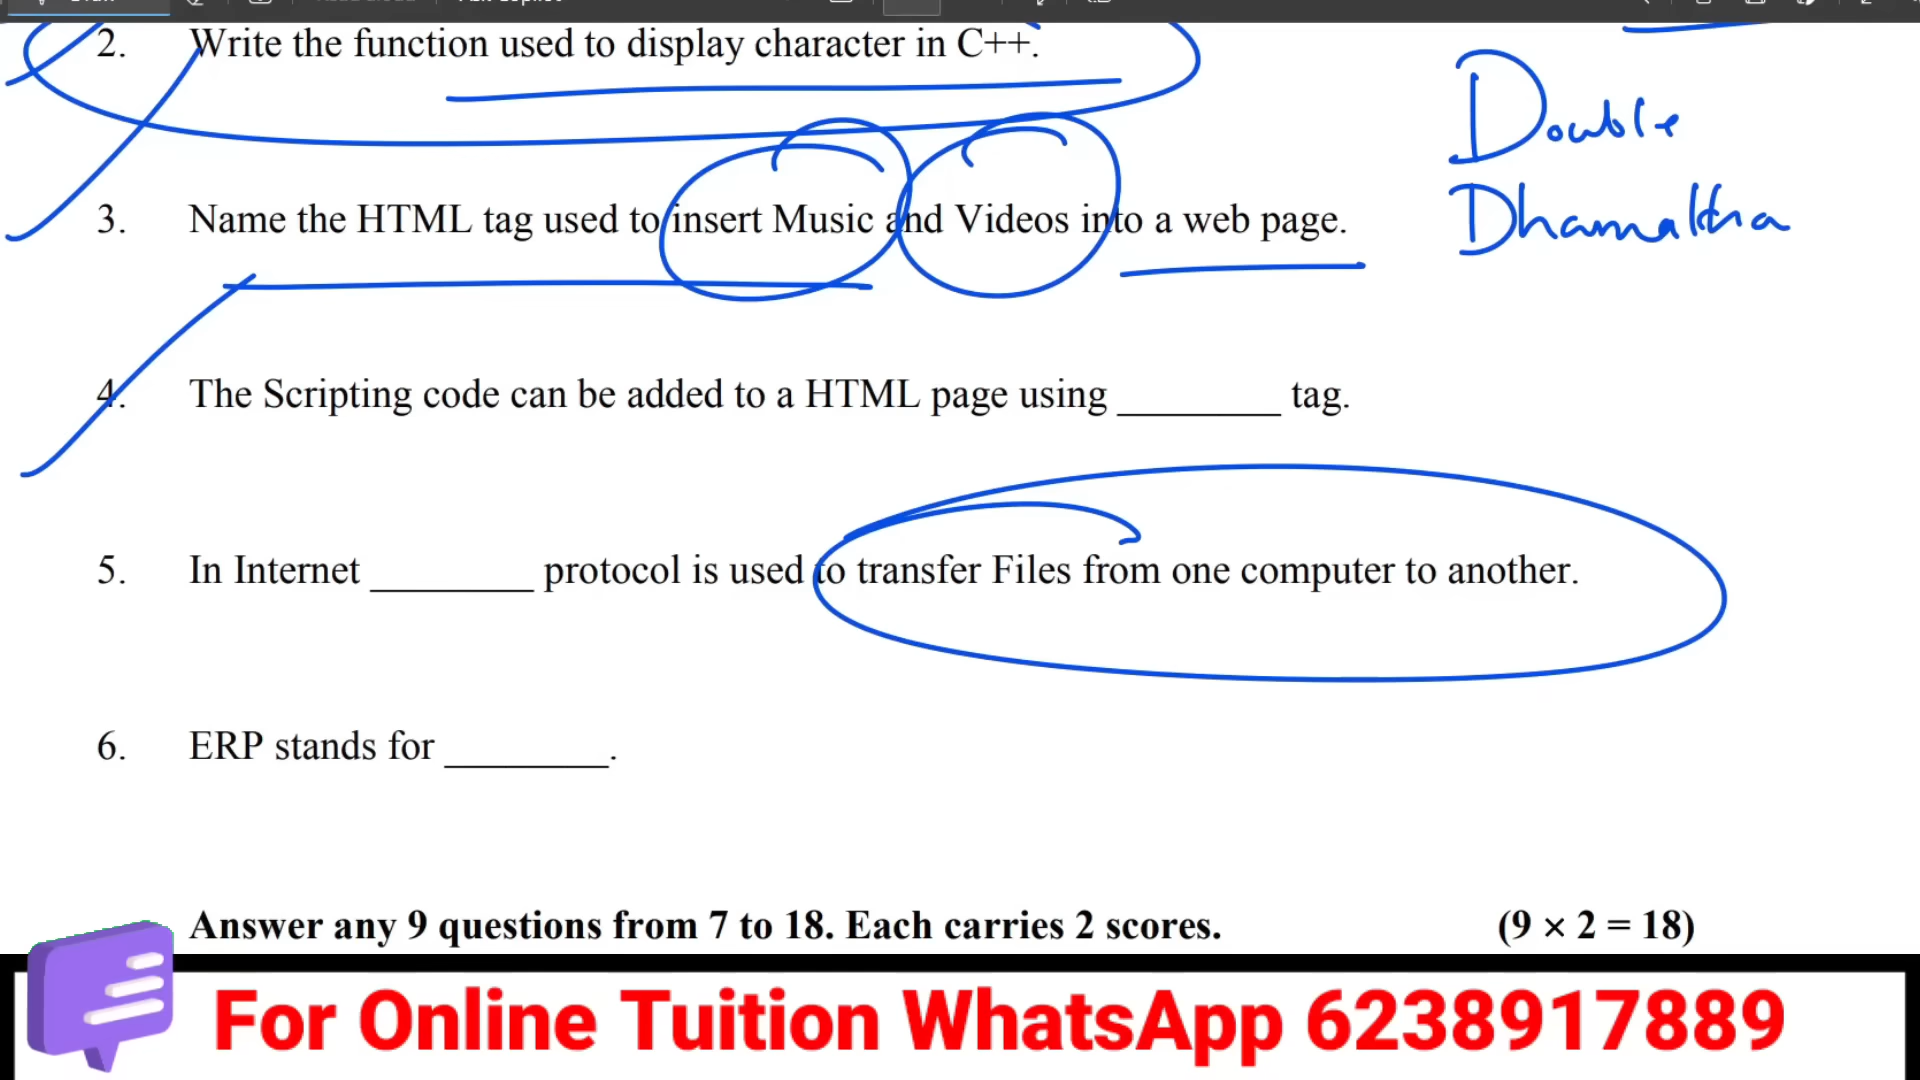 2. Write the function used to display character in C++.
Double
3. Name the HTML tag used to insert Music and Videos into a web page.
Dhamaktha
4. The Scripting code can be added to a HTML page using ________ tag.
5. In Internet ________ protocol is used to transfer Files from one computer to another.
6. ERP stands for ________.
Answer any 9 questions from 7 to 18. Each carries 2 scores. (9 × 2 = 18)
For Online Tuition WhatsApp 6238917889